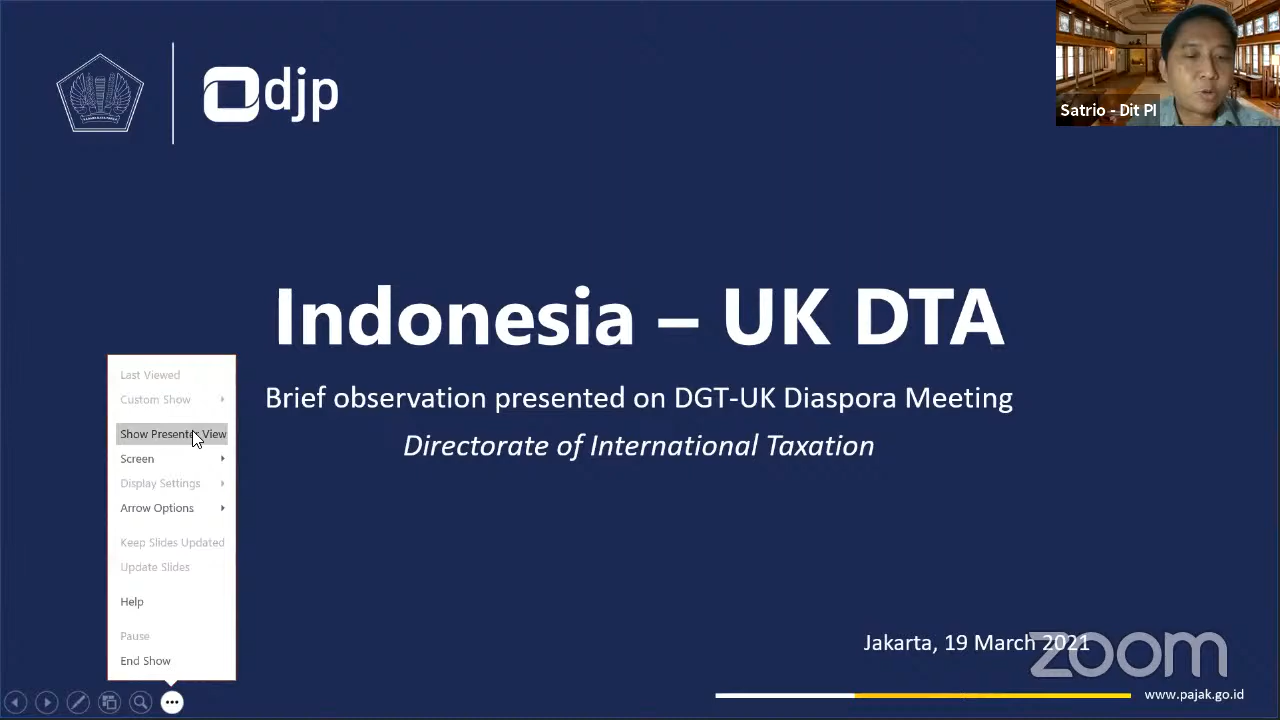 djp
Satrio - Dit PI
Indonesia – UK DTA
Brief observation presented on DGT-UK Diaspora Meeting
Directorate of International Taxation
Last Viewed
Custom Show
Show Presenter View
Screen
Display Settings
Arrow Options
Keep Slides Updated
Update Slides
Help
Pause
End Show
Jakarta, 19 March 2021
zoom
www.pajak.go.id